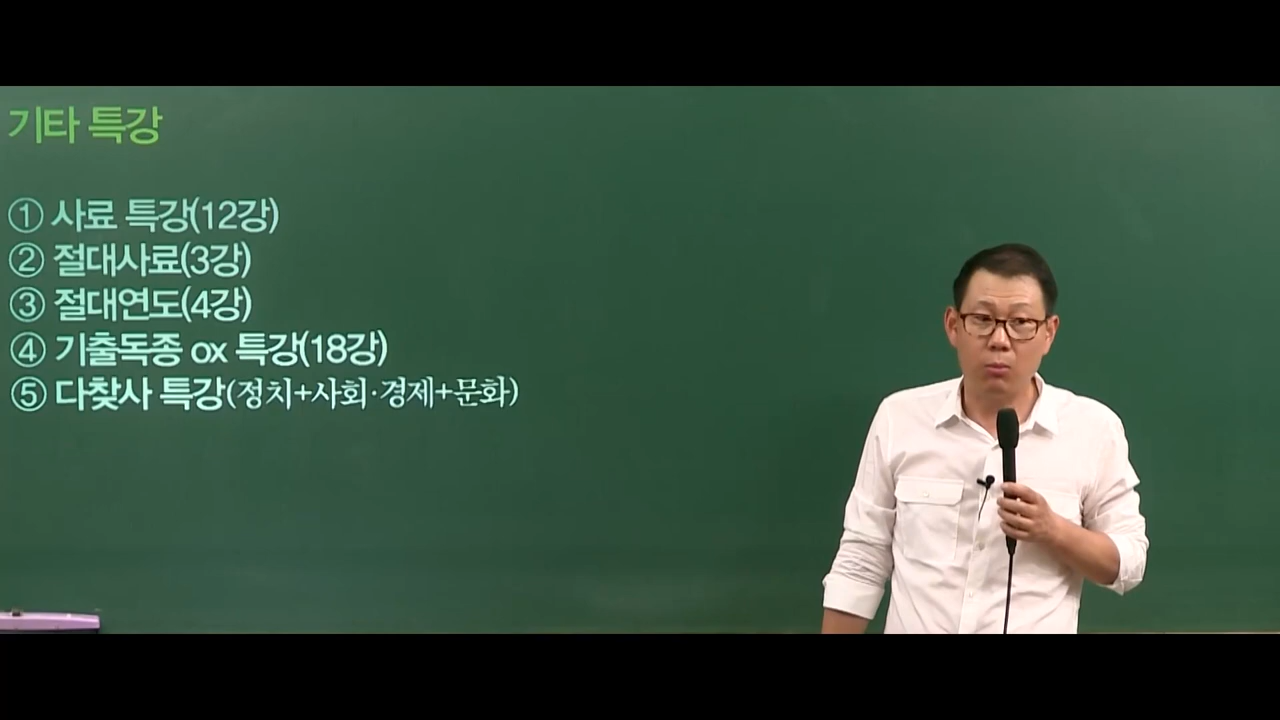 기타 특강
① 사료 특강(12강)
② 절대사료(3강)
③ 절대연도(4강)
④ 기출독종 ox 특강(18강)
⑤ 다찾사 특강(정치+사회·경제+문화)